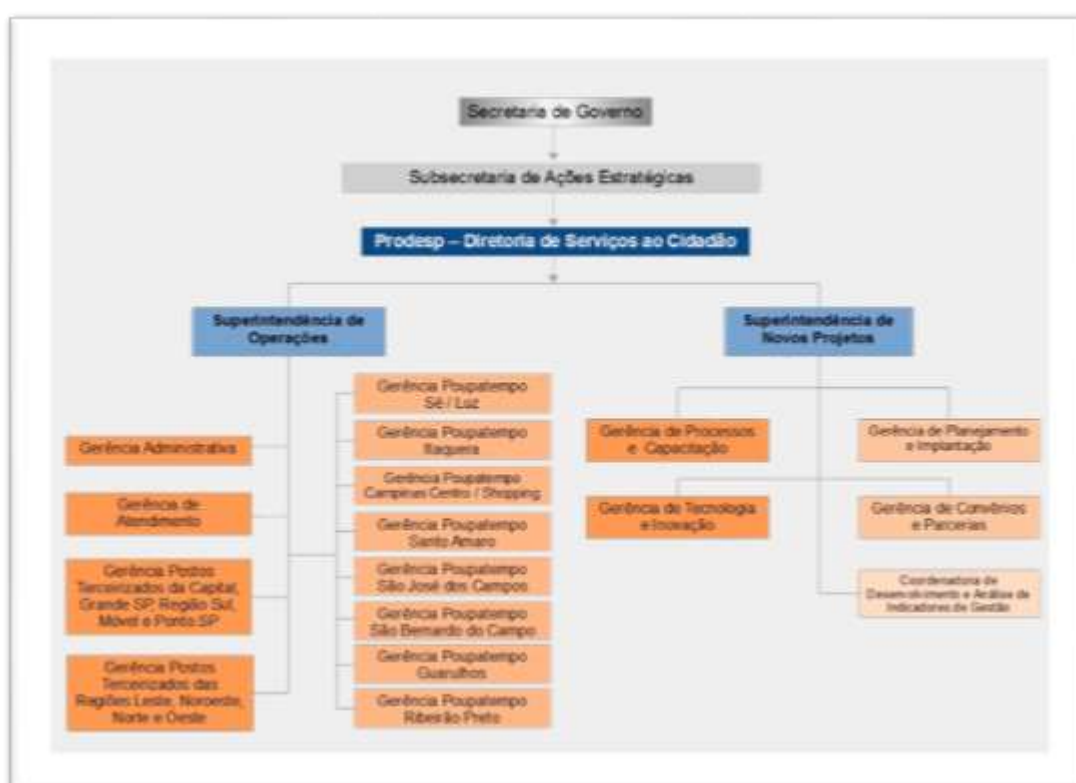 Secretaria de Governo
Subsecretaria de Ações Estratégicas
Prodesp – Diretoria de Serviços ao Cidadão
Superintendência de
Operações
Superintendência de
Novos Projetos
Gerência Administrativa
Gerência de
Atendimento
Gerência Postos
Terceirizados da Capital,
Grande SP, Região Sul,
Móvel e Ponto SP
Gerência Postos
Terceirizados das
Regiões Leste, Noroeste,
Norte e Oeste
Gerência Poupatempo
Sé / Luz
Gerência Poupatempo
Itaquera
Gerência Poupatempo
Campinas Centro / Shopping
Gerência Poupatempo
Santo Amaro
Gerência Poupatempo
São José dos Campos
Gerência Poupatempo
São Bernardo do Campo
Gerência Poupatempo
Guarulhos
Gerência Poupatempo
Ribeirão Preto
Gerência de Processos
e Capacitação
Gerência de Planejamento
e Implantação
Gerência de Tecnologia
e Inovação
Gerência de Convênios
e Parcerias
Coordenadoria de
Desenvolvimento e Análise de
Indicadores de Gestão